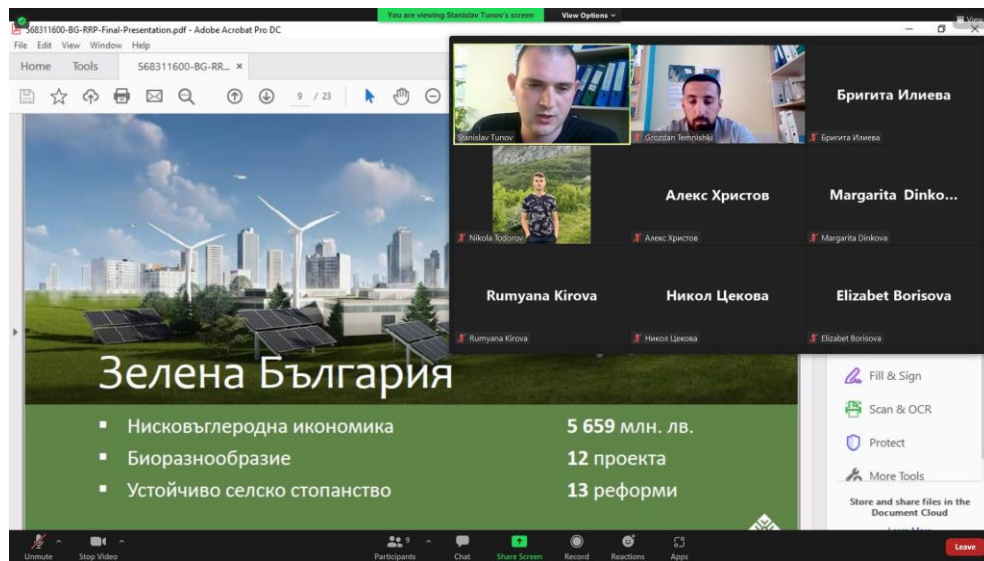 You are viewing Stanislav Tunov's screen
View Options
View
568311600-BG-RRP-Final-Presentation.pdf - Adobe Acrobat Pro DC
File Edit View Window Help
Home Tools 568311600-BG-RR... ×
9 / 23
Stanislav Tunov
Grozdan Temnishki
Бригита Илиева
Бригита Илиева
Nikola Todorov
Алекс Христов
Алекс Христов
Margarita Dinko...
Margarita Dinkova
Rumyana Kirova
Rumyana Kirova
Никол Цекова
Никол Цекова
Elizabet Borisova
Elizabet Borisova
Зелена България
▪ Нисковъглеродна икономика 5 659 млн. лв.
▪ Биоразнообразие 12 проекта
▪ Устойчиво селско стопанство 13 реформи
Fill & Sign
Scan & OCR
Protect
More Tools
Store and share files in the
Document Cloud
Unmute
Stop Video
Participants 9
Chat
Share Screen
Record
Reactions
Apps
Leave